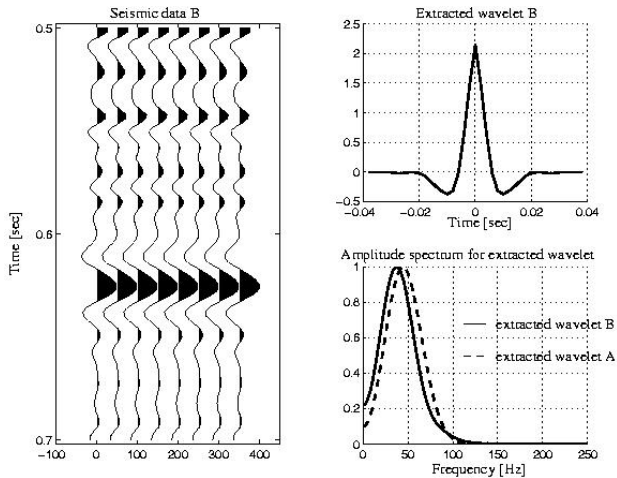 Seismic data B
0.5
0.6
0.7
Time [sec]
-100 0 100 200 300 400
Extracted wavelet B
2.5
2
1.5
1
0.5
0
-0.5
-0.04 -0.02 0 0.02 0.04
Time [sec]
Amplitude spectrum for extracted wavelet
1
0.8
0.6
0.4
0.2
0
extracted wavelet B
extracted wavelet A
0 50 100 150 200 250
Frequency [Hz]